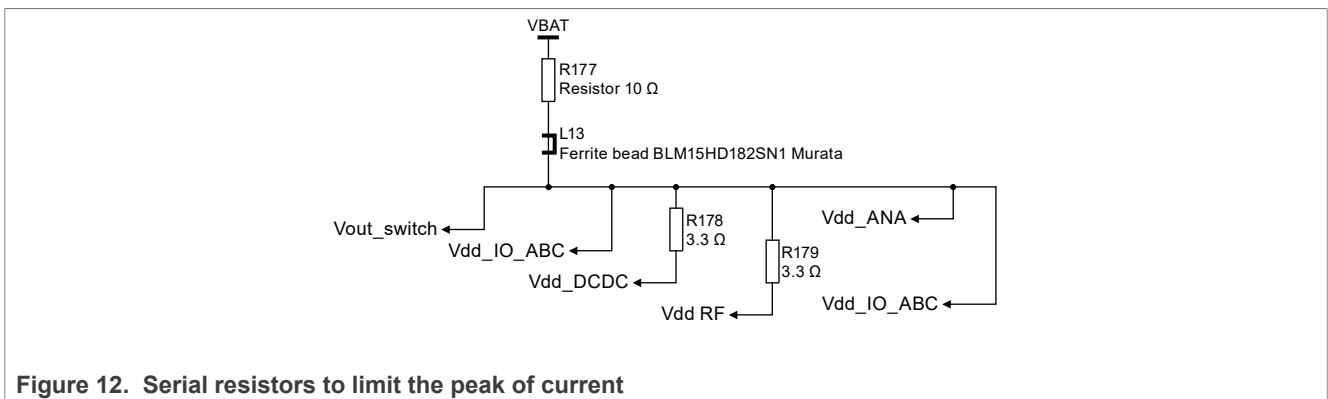 VBAT
R177
Resistor 10 Ω
L13
Ferrite bead BLM15HD182SN1 Murata
Vout_switch
Vdd_IO_ABC
R178
3.3 Ω
Vdd_DCDC
R179
3.3 Ω
Vdd RF
Vdd_ANA
Vdd_IO_ABC
Figure 12. Serial resistors to limit the peak of current